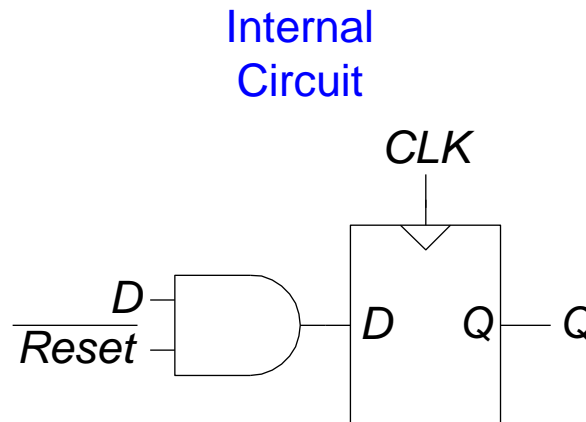 Internal
Circuit
CLK
D
Reset
D Q Q